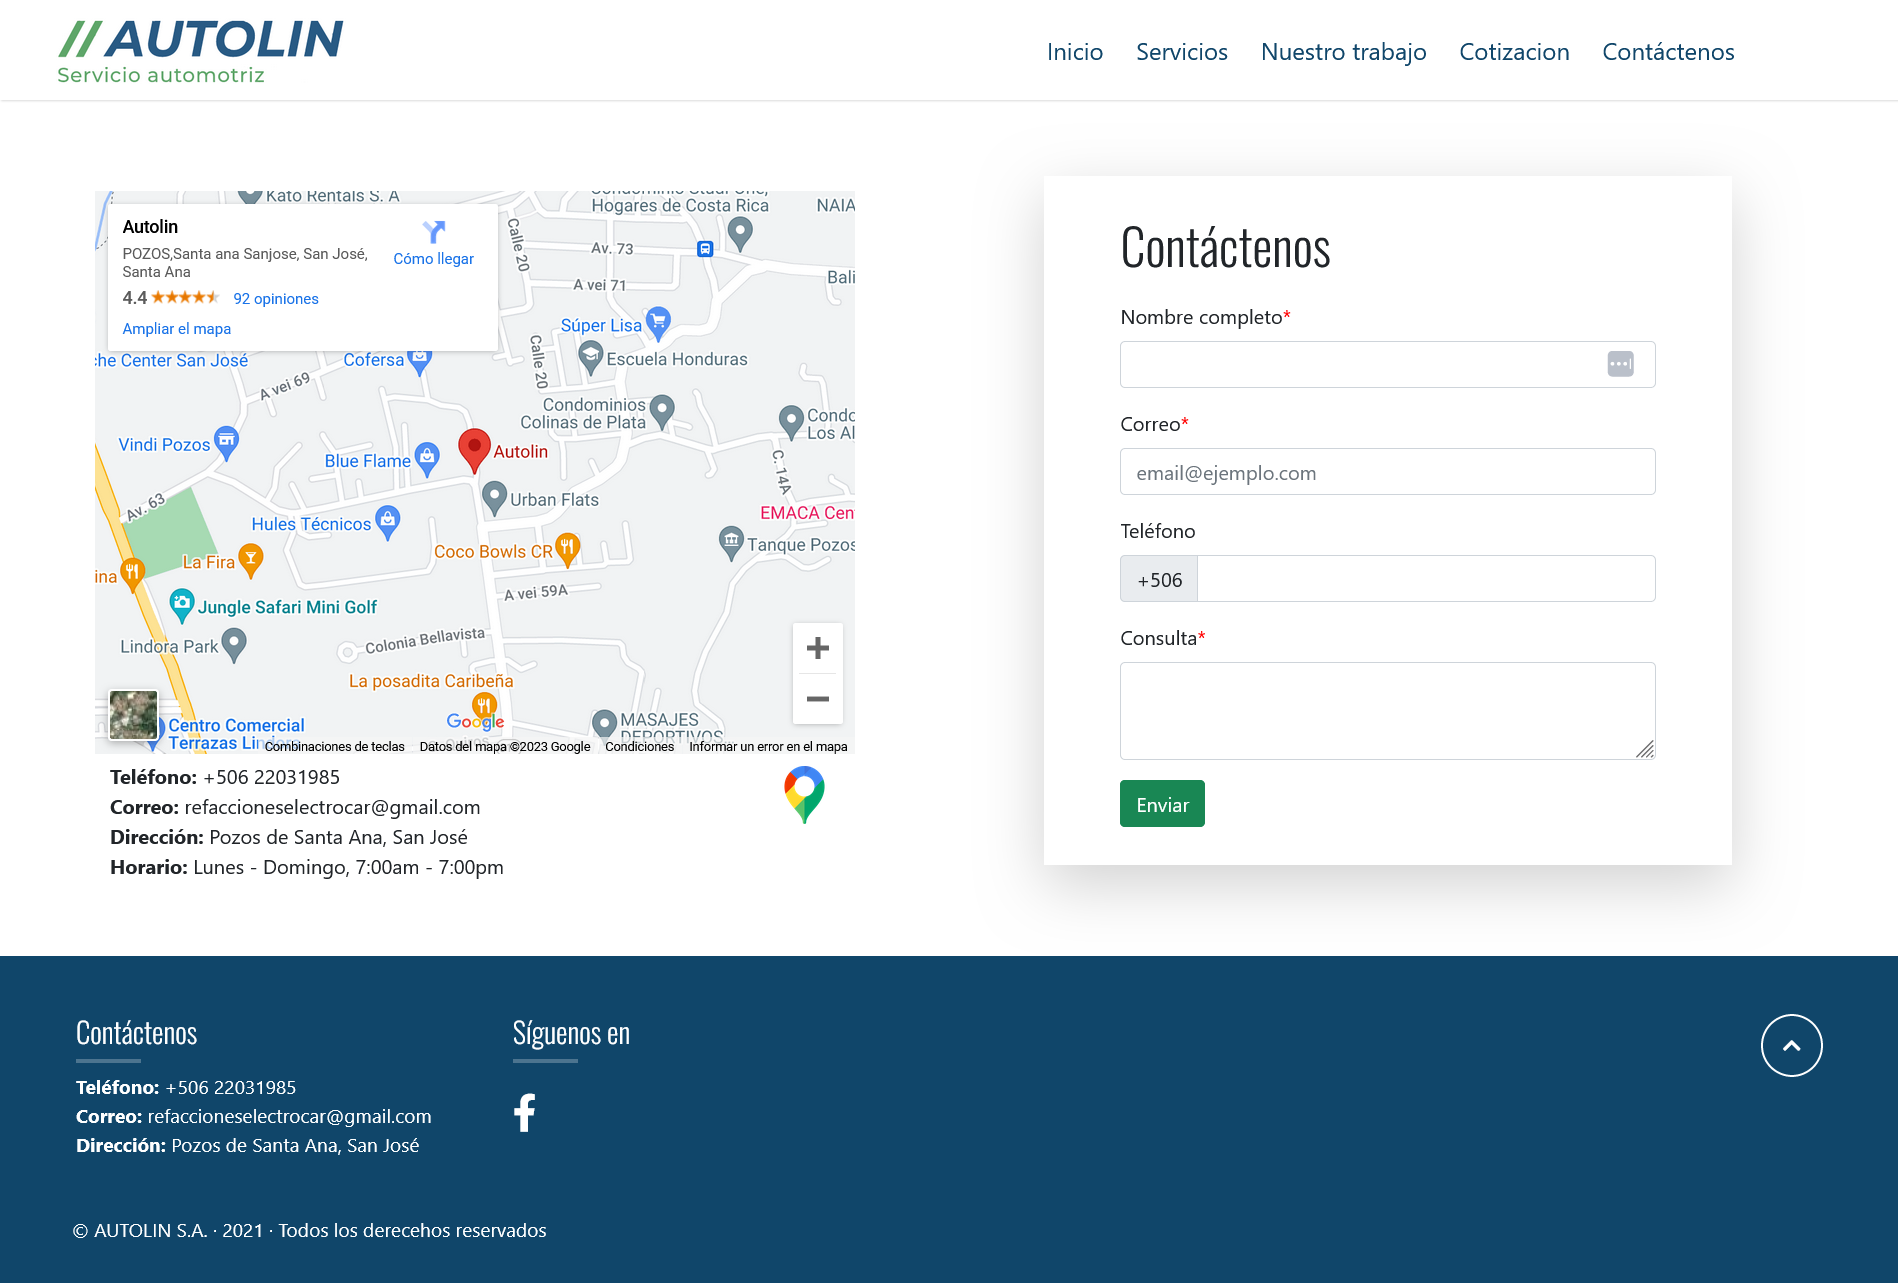 //AUTOLIN
Servicio automotriz
Inicio Servicios Nuestro trabajo Cotizacion Contáctenos
Kato Rentals S. A
Hogares de Costa Rica
NAIA
Autolin
POZOS,Santa ana Sanjose, San José,
Santa Ana
4.4 92 opiniones
Ampliar el mapa
Cómo llegar
Calle 20
Av. 73
Bali
A vei 71
Súper Lisa
che Center San José
Cofersa
Calle 20
Escuela Honduras
A vei 69
Condominios
Colinas de Plata
Condo
Los Al
Vindi Pozos
Blue Flame
Autolin
C. 14A
Av. 63
Urban Flats
Hules Técnicos
EMACA Cen
Coco Bowls CR
Tanque Pozos
La Fira
ina
A vei 59A
Jungle Safari Mini Golf
Lindora Park
Colonia Bellavista
La posadita Caribeña
Google
MASAJES
DEPORTIVOS
Centro Comercial
Terrazas Lindora
Combinaciones de teclas Datos del mapa ©2023 Google Condiciones Informar un error en el mapa
Teléfono: +506 22031985
Correo: refaccioneselectrocar@gmail.com
Dirección: Pozos de Santa Ana, San José
Horario: Lunes - Domingo, 7:00am - 7:00pm
Contáctenos
Nombre completo*
Correo*
email@ejemplo.com
Teléfono
+506
Consulta*
Enviar
Contáctenos
Teléfono: +506 22031985
Correo: refaccioneselectrocar@gmail.com
Dirección: Pozos de Santa Ana, San José
Síguenos en
© AUTOLIN S.A. · 2021 · Todos los derecehos reservados